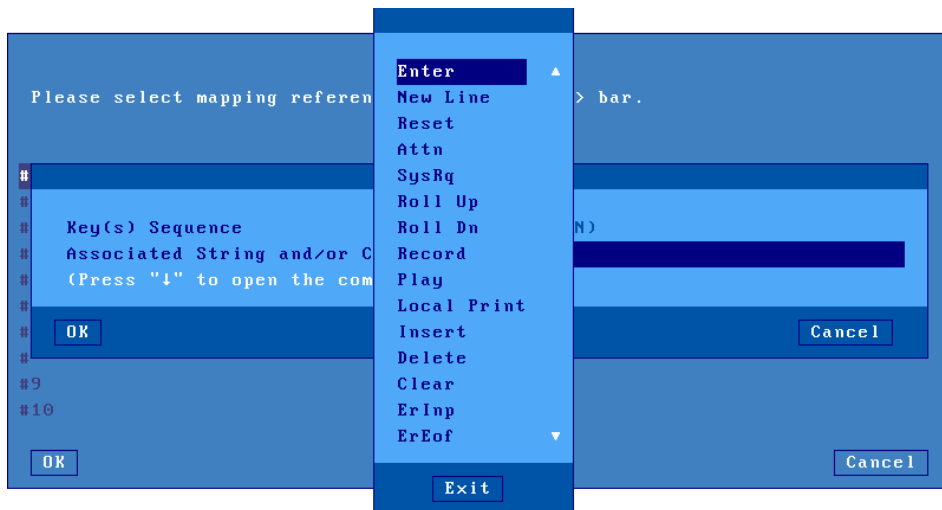 Enter ▲
Please select mapping referen New Line > bar.
Reset
Attn
# SysRq
# Roll Up
# Key(s) Sequence Roll Dn N)
# Associated String and/or C Record
# (Press "↓" to open the com Play
# Local Print
# OK Insert Cancel
# Delete
#9 Clear
#10 ErInp
ErEof ▼
OK Cancel
Exit